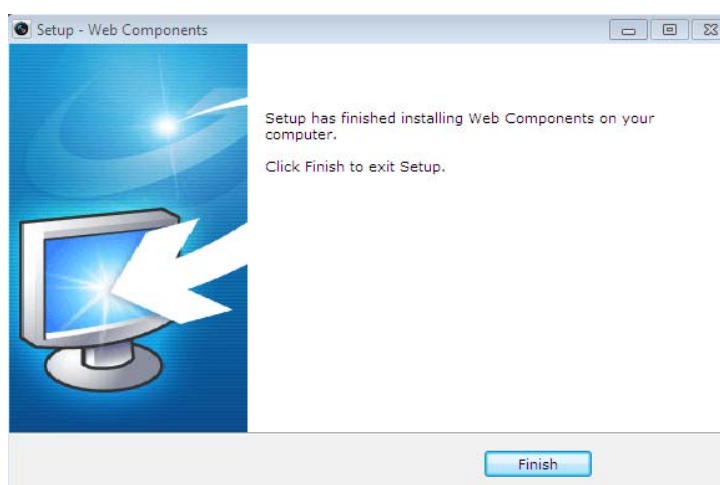 Setup - Web Components
Setup has finished installing Web Components on your
computer.
Click Finish to exit Setup.
Finish